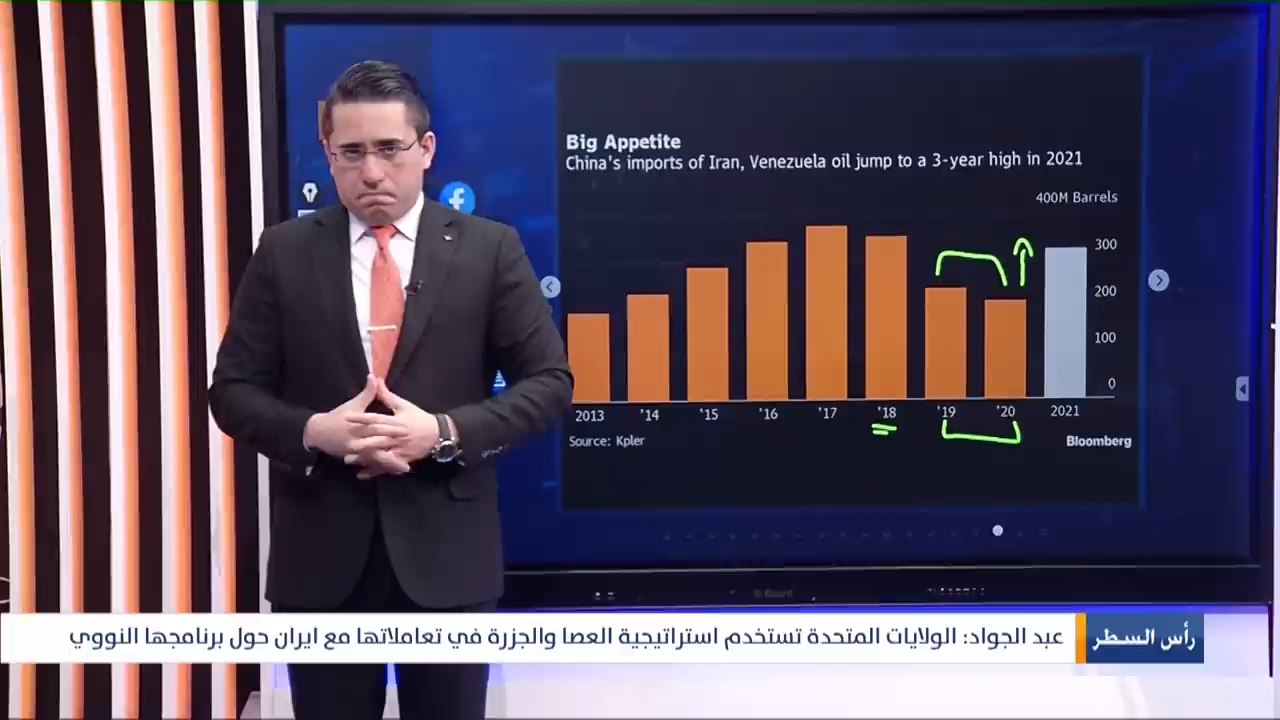 Big Appetite
China's imports of Iran, Venezuela oil jump to a 3-year high in 2021
400M Barrels
300
200
100
0
2013 '14 '15 '16 '17 '18 '19 '20 2021
Source: Kpler
Bloomberg
رأس السطر
عبد الجواد: الولايات المتحدة تستخدم استراتيجية العصا والجزرة في تعاملاتها مع ايران حول برنامجها النووي